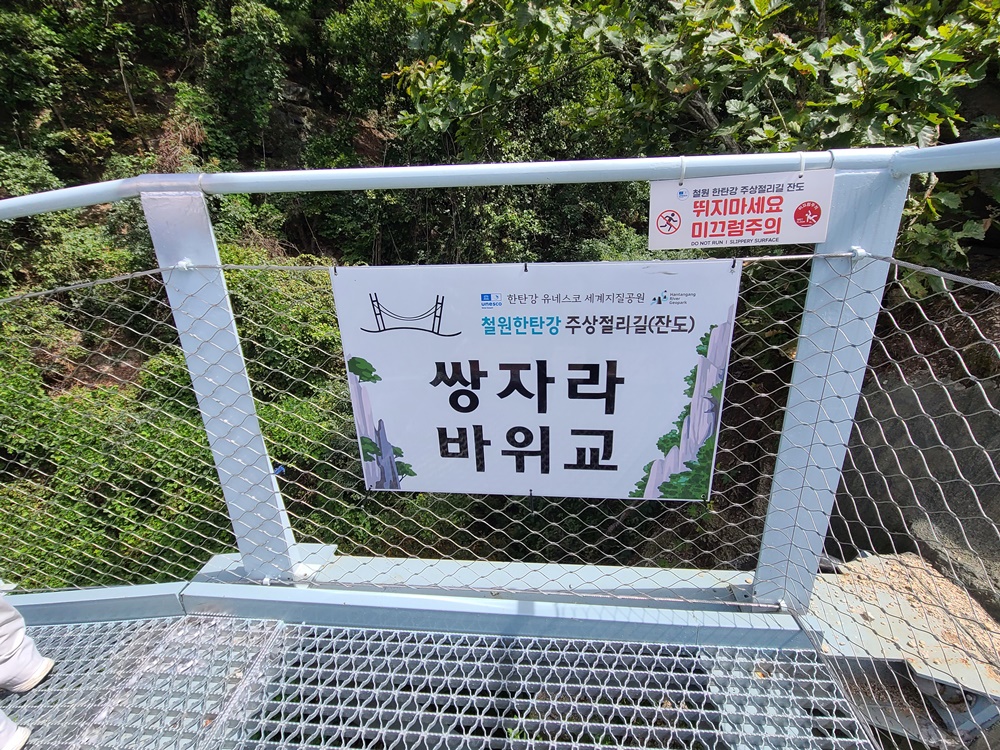 철원 한탄강 주상절리길 잔도
뛰지마세요
미끄럼주의
DO NOT RUN | SLIPPERY SURFACE
unesco
한탄강 유네스코 세계지질공원
Hantangang
River
Geopark
철원한탄강 주상절리길(잔도)
쌍자라
바위교